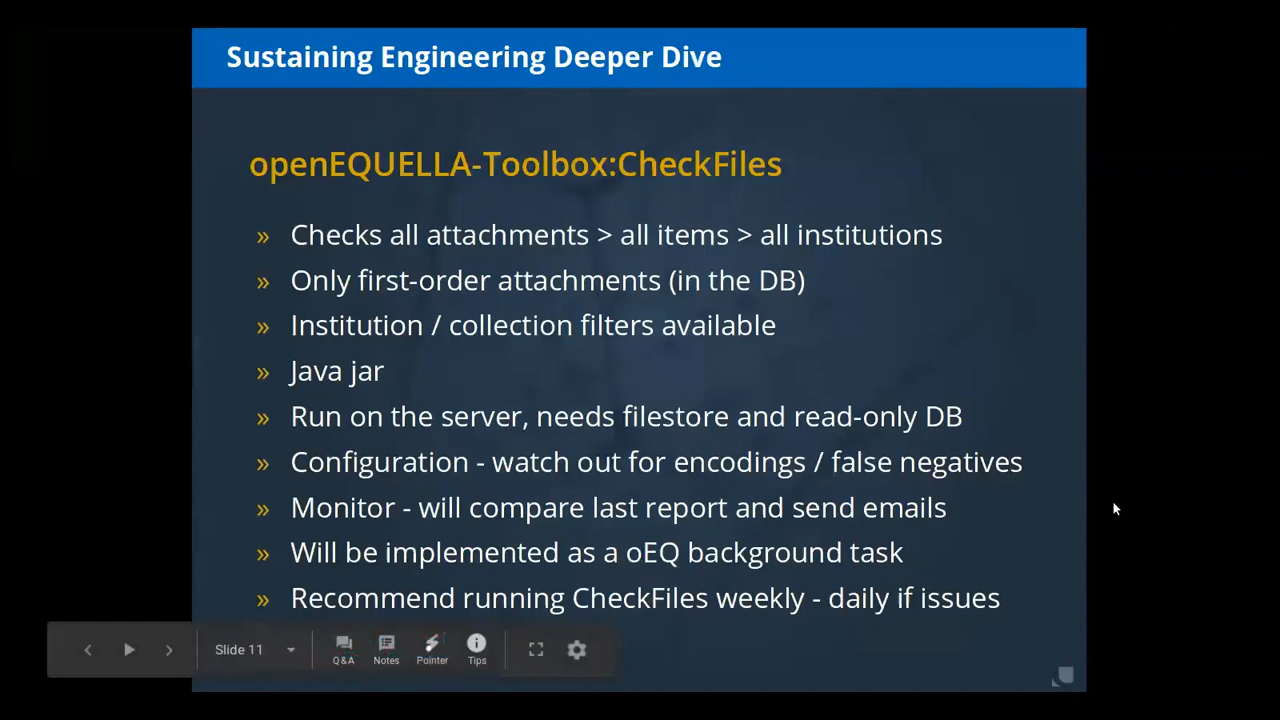 Sustaining Engineering Deeper Dive
openEQUELLA-Toolbox:CheckFiles
» Checks all attachments > all items > all institutions
» Only first-order attachments (in the DB)
» Institution / collection filters available
» Java jar
» Run on the server, needs filestore and read-only DB
» Configuration - watch out for encodings / false negatives
» Monitor - will compare last report and send emails
» Will be implemented as a oEQ background task
» Recommend running CheckFiles weekly - daily if issues
Slide 11
Q&A Notes Pointer Tips